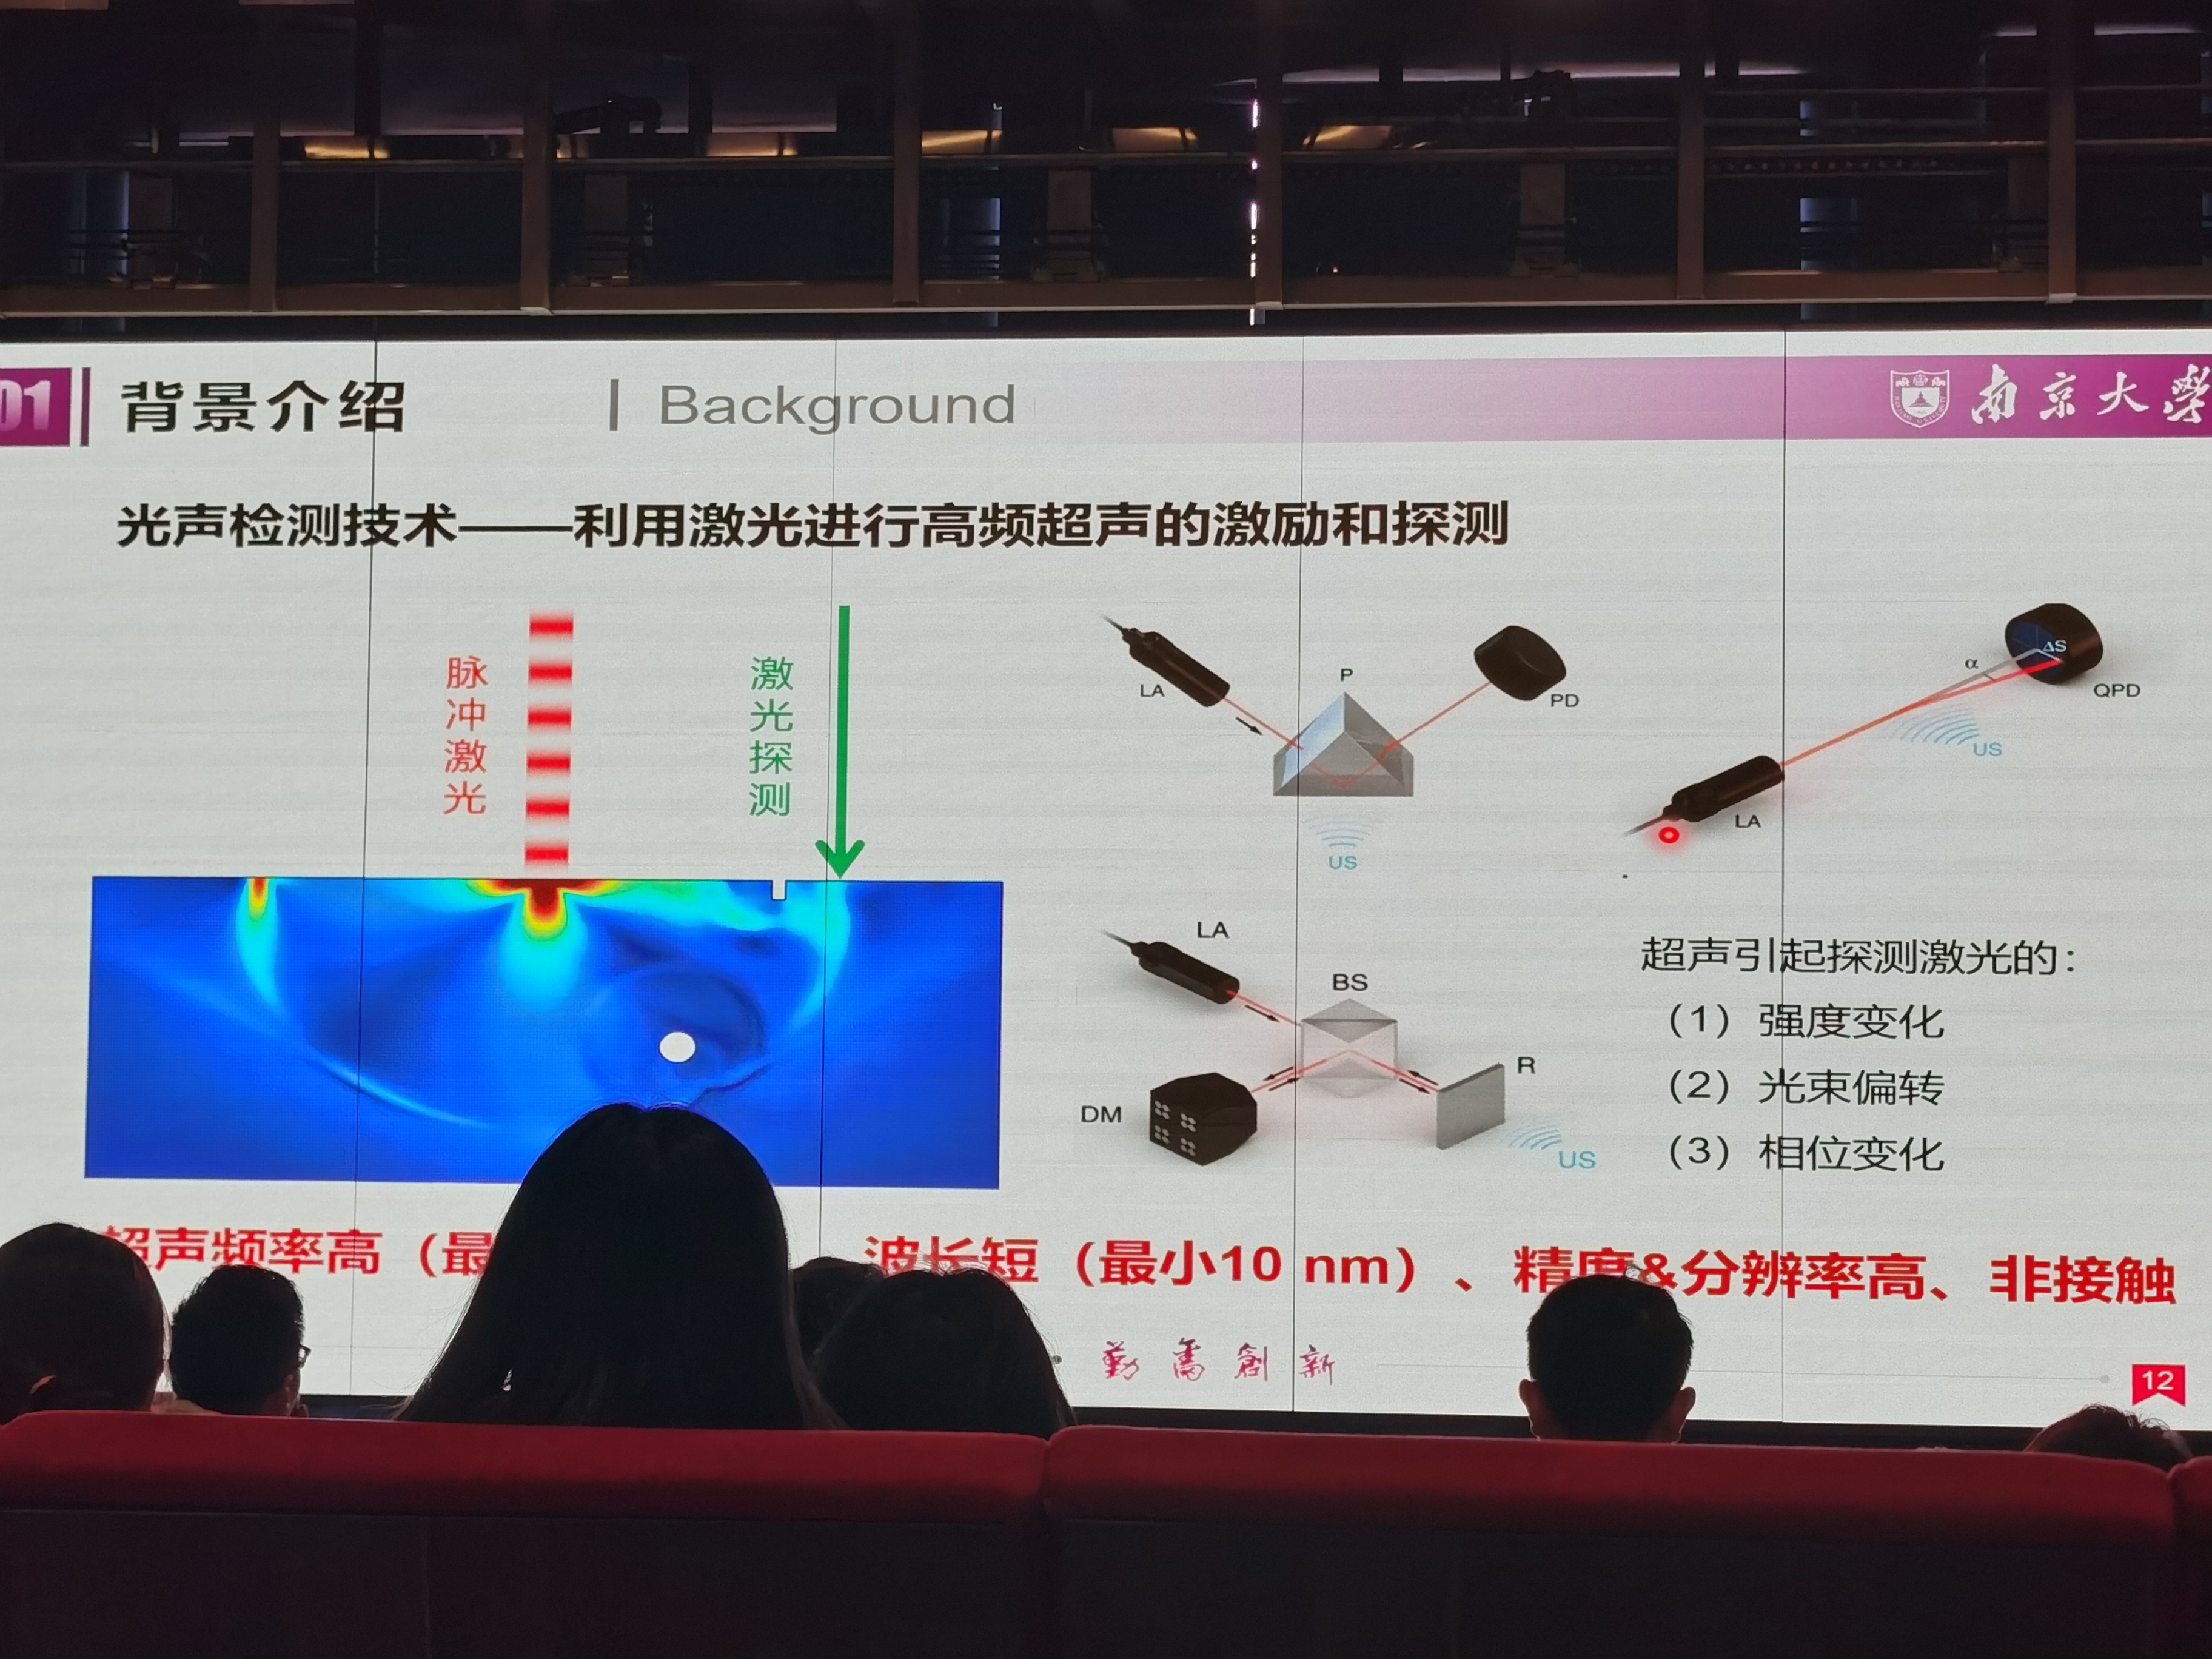 01 背景介绍 | Background
南京大學
光声检测技术——利用激光进行高频超声的激励和探测
脉冲激光
激光探测
LA
P
PD
US
α
ΔS
QPD
US
LA
LA
BS
DM
R
US
超声引起探测激光的：
（1）强度变化
（2）光束偏转
（3）相位变化
超声频率高（最
波长短（最小10 nm）、精度&分辨率高、非接触
創新
12